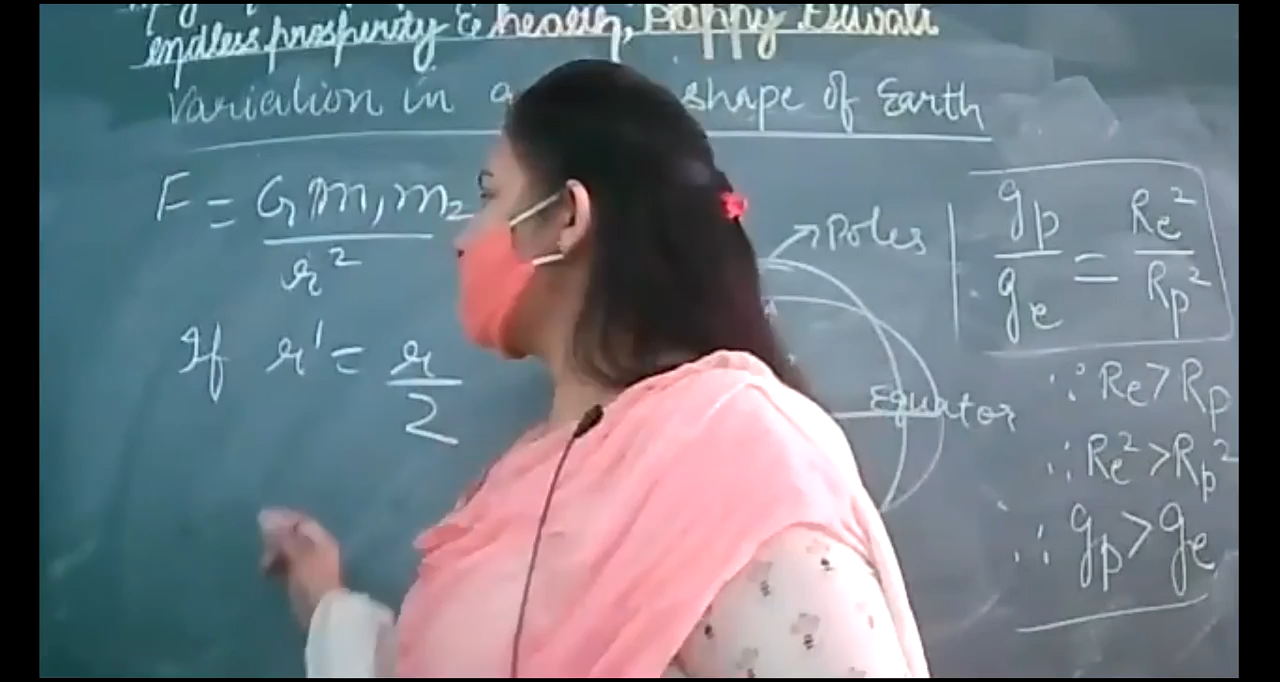 endless prosperity & health, Happy Diwali
Variation in a shape of Earth
F = G m₁ m₂ / r²
If r' = r / 2
Poles
Equator
gp / ge = Re² / Rp²
∵ Re > Rp
∴ Re² > Rp²
∴ gp > ge